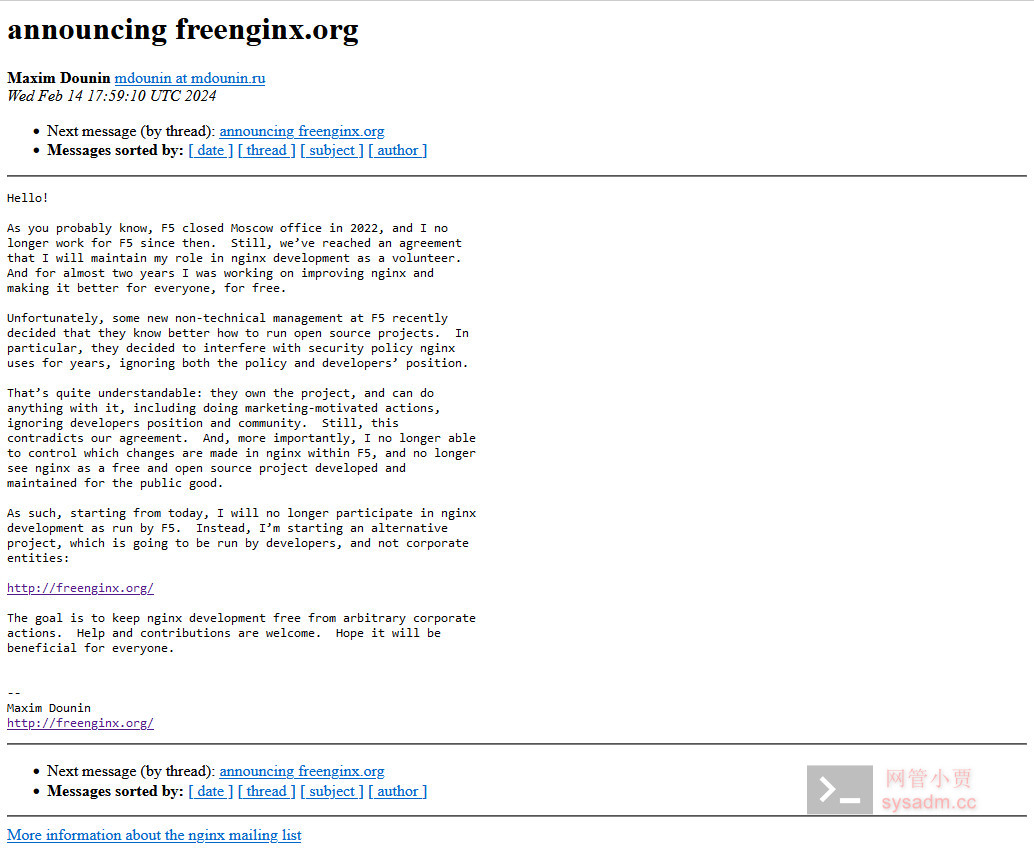 announcing freenginx.org
Maxim Dounin mdounin at mdounin.ru
Wed Feb 14 17:59:10 UTC 2024
• Next message (by thread): announcing freenginx.org
• Messages sorted by: [ date ] [ thread ] [ subject ] [ author ]
Hello!
As you probably know, F5 closed Moscow office in 2022, and I no
longer work for F5 since then.  Still, we’ve reached an agreement
that I will maintain my role in nginx development as a volunteer.
And for almost two years I was working on improving nginx and
making it better for everyone, for free.
Unfortunately, some new non-technical management at F5 recently
decided that they know better how to run open source projects.  In
particular, they decided to interfere with security policy nginx
uses for years, ignoring both the policy and developers’ position.
That’s quite understandable: they own the project, and can do
anything with it, including doing marketing-motivated actions,
ignoring developers position and community.  Still, this
contradicts our agreement.  And, more importantly, I no longer able
to control which changes are made in nginx within F5, and no longer
see nginx as a free and open source project developed and
maintained for the public good.
As such, starting from today, I will no longer participate in nginx
development as run by F5.  Instead, I’m starting an alternative
project, which is going to be run by developers, and not corporate
entities:
http://freenginx.org/
The goal is to keep nginx development free from arbitrary corporate
actions.  Help and contributions are welcome.  Hope it will be
beneficial for everyone.
--
Maxim Dounin
http://freenginx.org/
• Next message (by thread): announcing freenginx.org
• Messages sorted by: [ date ] [ thread ] [ subject ] [ author ]
网管小贾
sysadm.cc
More information about the nginx mailing list